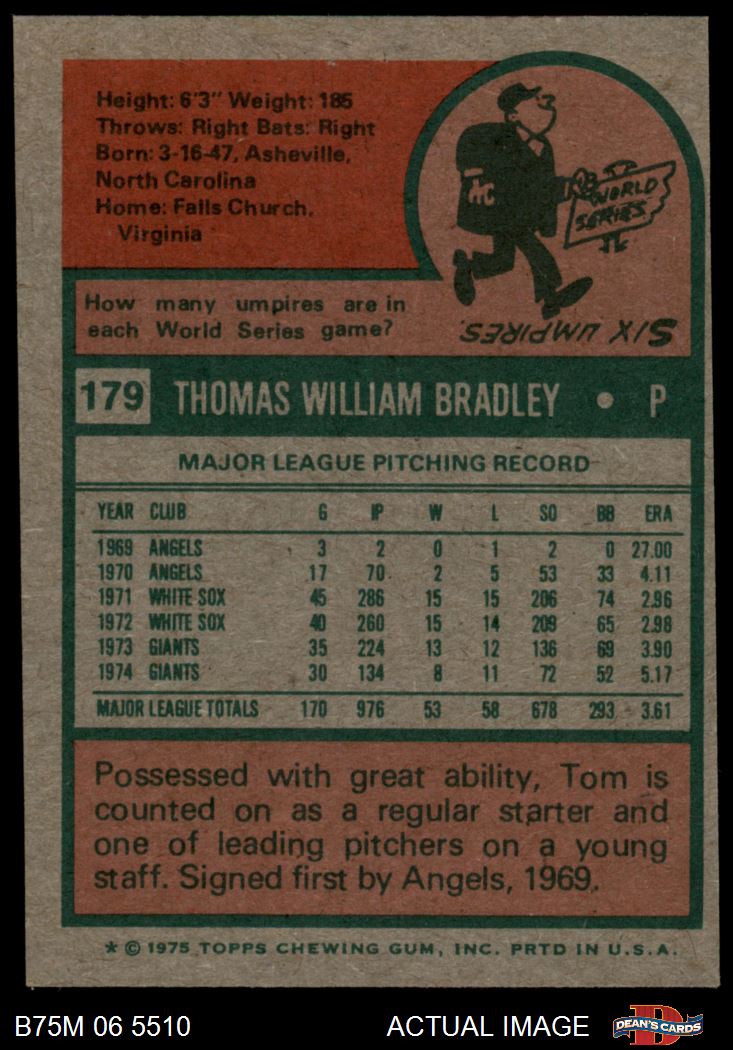 Height: 6'3" Weight: 185
Throws: Right Bats: Right
Born: 3-16-47, Asheville,
North Carolina
Home: Falls Church,
Virginia
NC
WORLD
SERIES
How many umpires are in
each World Series game?
SIX UMPIRES.
179 THOMAS WILLIAM BRADLEY • P
MAJOR LEAGUE PITCHING RECORD
YEAR CLUB G IP W L SO BB ERA
1969 ANGELS 3 2 0 1 2 0 27.00
1970 ANGELS 17 70 2 5 53 33 4.11
1971 WHITE SOX 45 286 15 15 206 74 2.96
1972 WHITE SOX 40 260 15 14 209 65 2.98
1973 GIANTS 35 224 13 12 136 69 3.90
1974 GIANTS 30 134 8 11 72 52 5.17
MAJOR LEAGUE TOTALS 170 976 53 58 678 293 3.61
Possessed with great ability, Tom is
counted on as a regular starter and
one of leading pitchers on a young
staff. Signed first by Angels, 1969.
* © 1975 TOPPS CHEWING GUM, INC. PRTD IN U.S.A.
B75M 06 5510 ACTUAL IMAGE DEAN'S CARDS